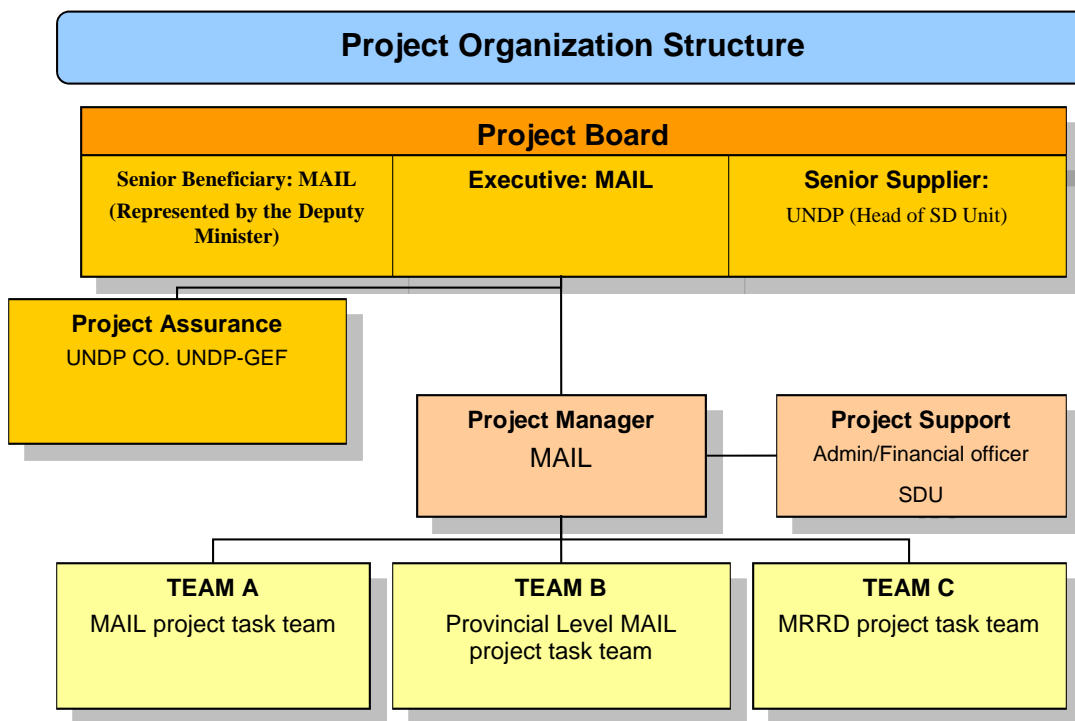 Project Organization Structure
Project Board
Senior Beneficiary: MAIL
(Represented by the Deputy
Minister)
Executive: MAIL
Senior Supplier:
UNDP (Head of SD Unit)
Project Assurance
UNDP CO. UNDP-GEF
Project Manager
MAIL
Project Support
Admin/Financial officer
SDU
TEAM A
MAIL project task team
TEAM B
Provincial Level MAIL
project task team
TEAM C
MRRD project task team